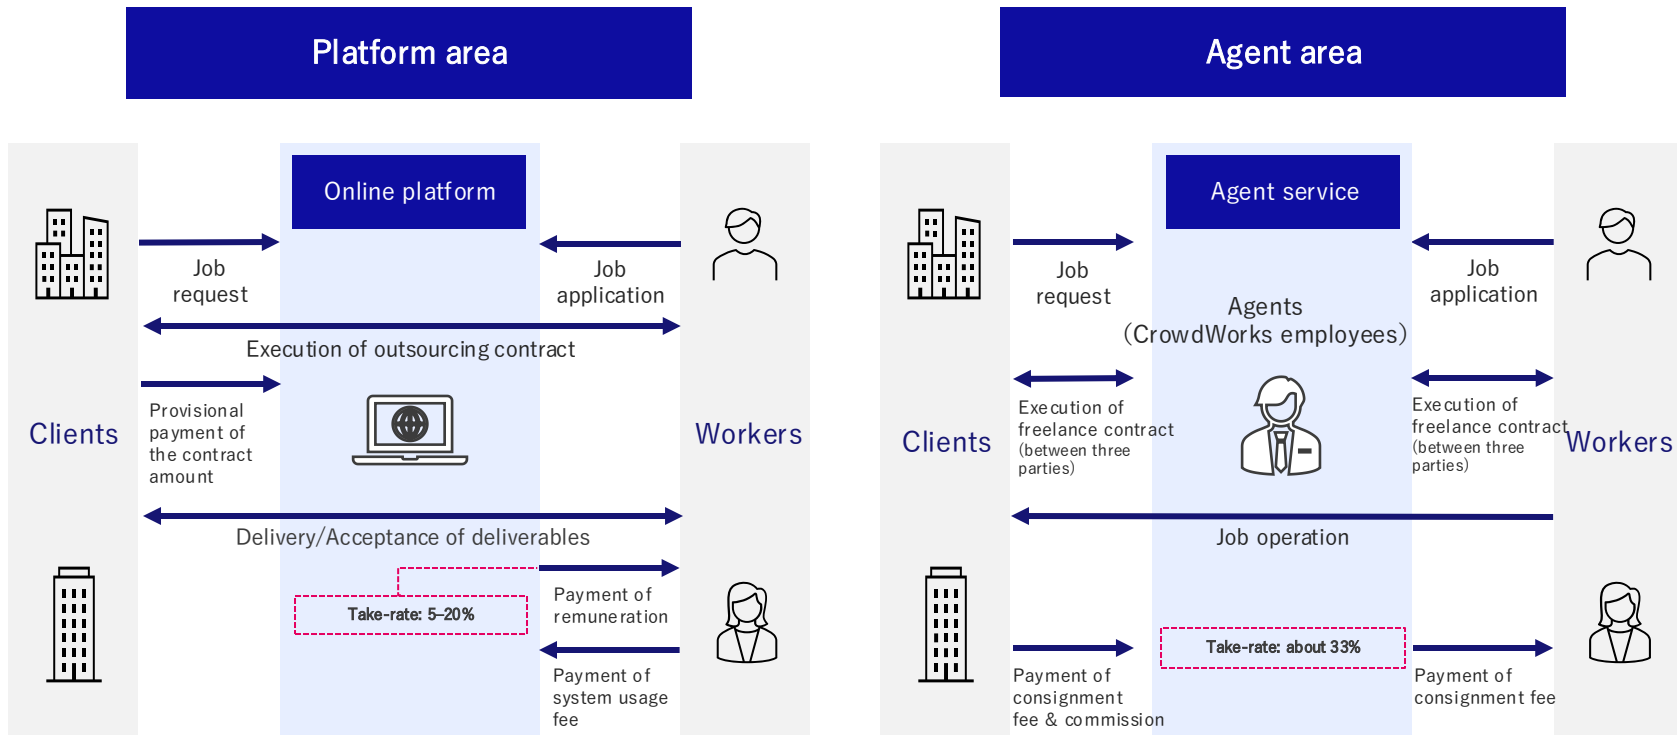 Platform area
Online platform
Job
request
Job
application
Execution of outsourcing contract
Provisional
payment of
the contract
amount
Clients
Workers
Delivery/Acceptance of deliverables
Take-rate: 5–20%
Payment of
remuneration
Payment of
system usage
fee
Agent area
Agent service
Job
request
Job
application
Agents
(CrowdWorks employees)
Execution of
freelance contract
(between three
parties)
Execution of
freelance contract
(between three
parties)
Clients
Workers
Job operation
Take-rate: about 33%
Payment of
consignment
fee & commission
Payment of
consignment fee